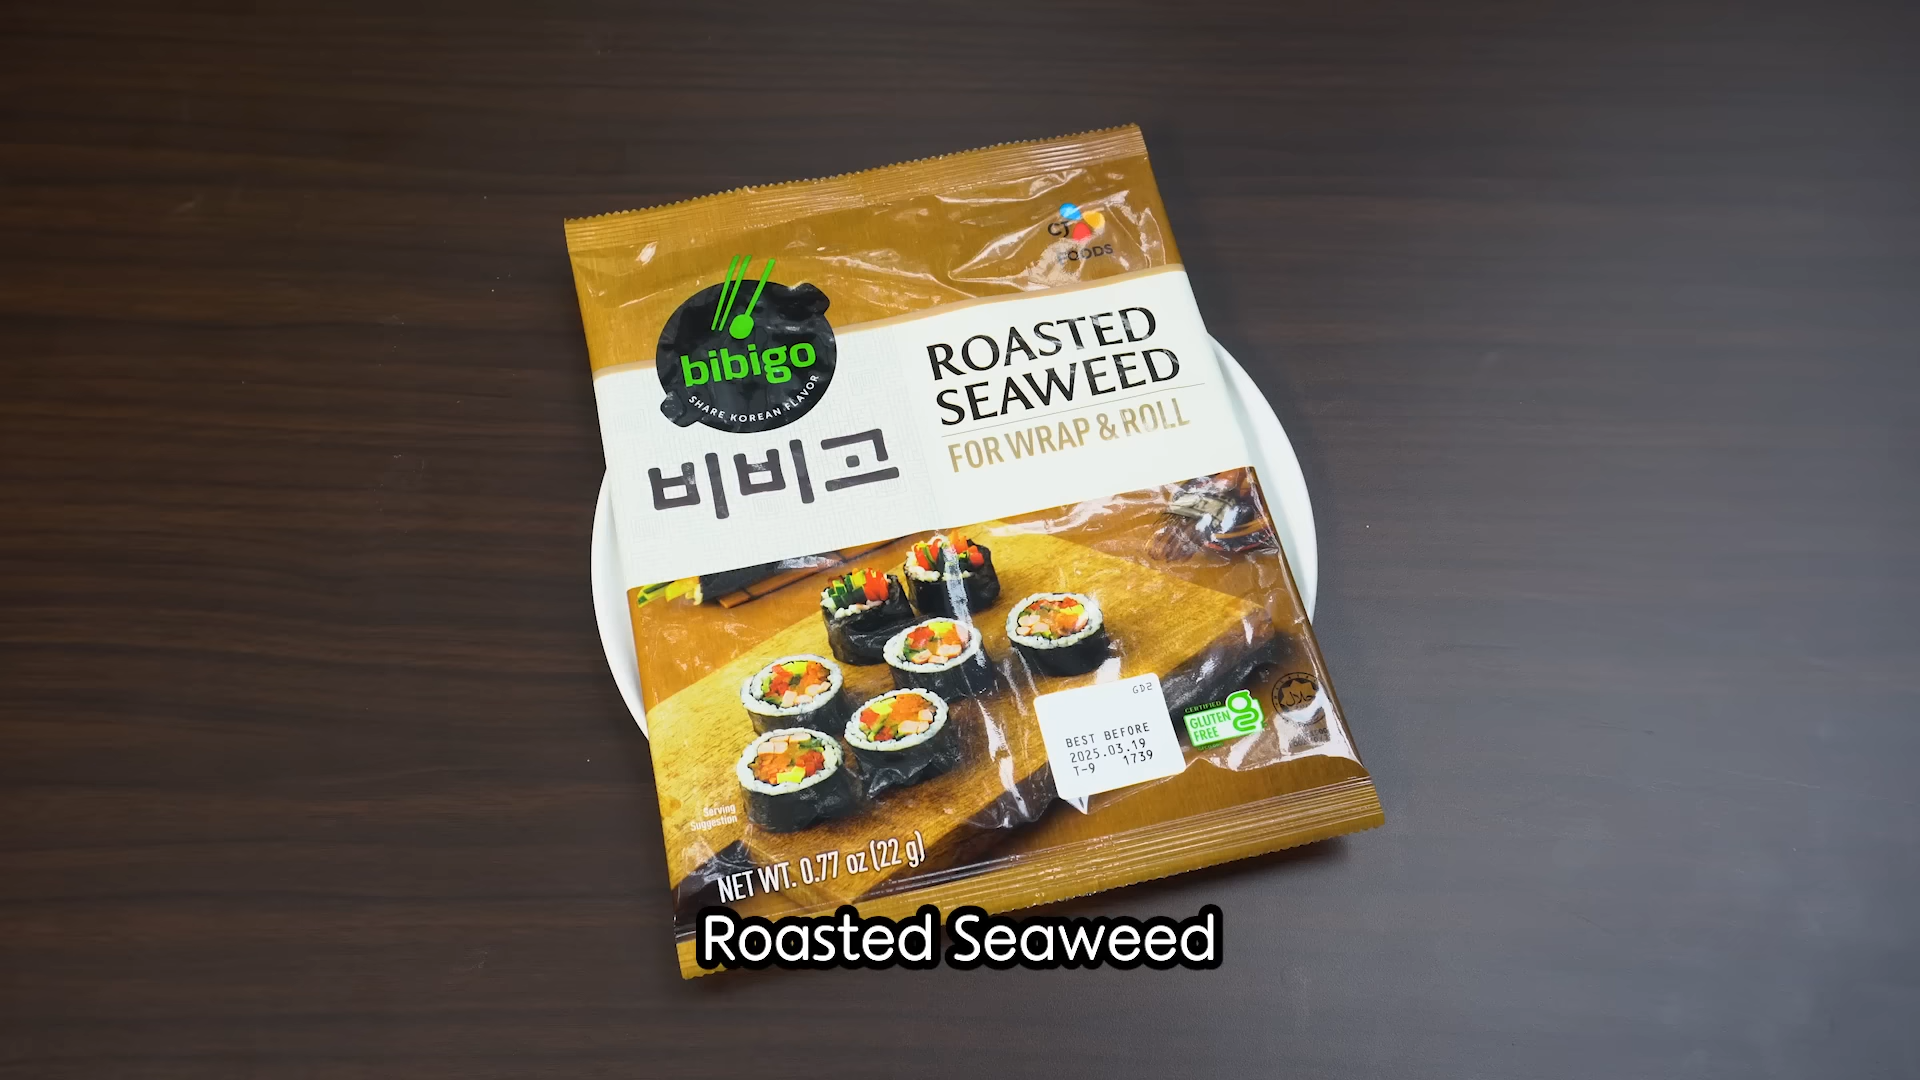 CJ
FOODS
bibigo
SHARE KOREAN FLAVOR
비비고
ROASTED
SEAWEED
FOR WRAP & ROLL
GD2
BEST BEFORE
2025.03.19
T-9 1739
CERTIFIED
GLUTEN
FREE
حلال
Serving
Suggestion
NET WT. 0.77 oz (22 g)
Roasted Seaweed